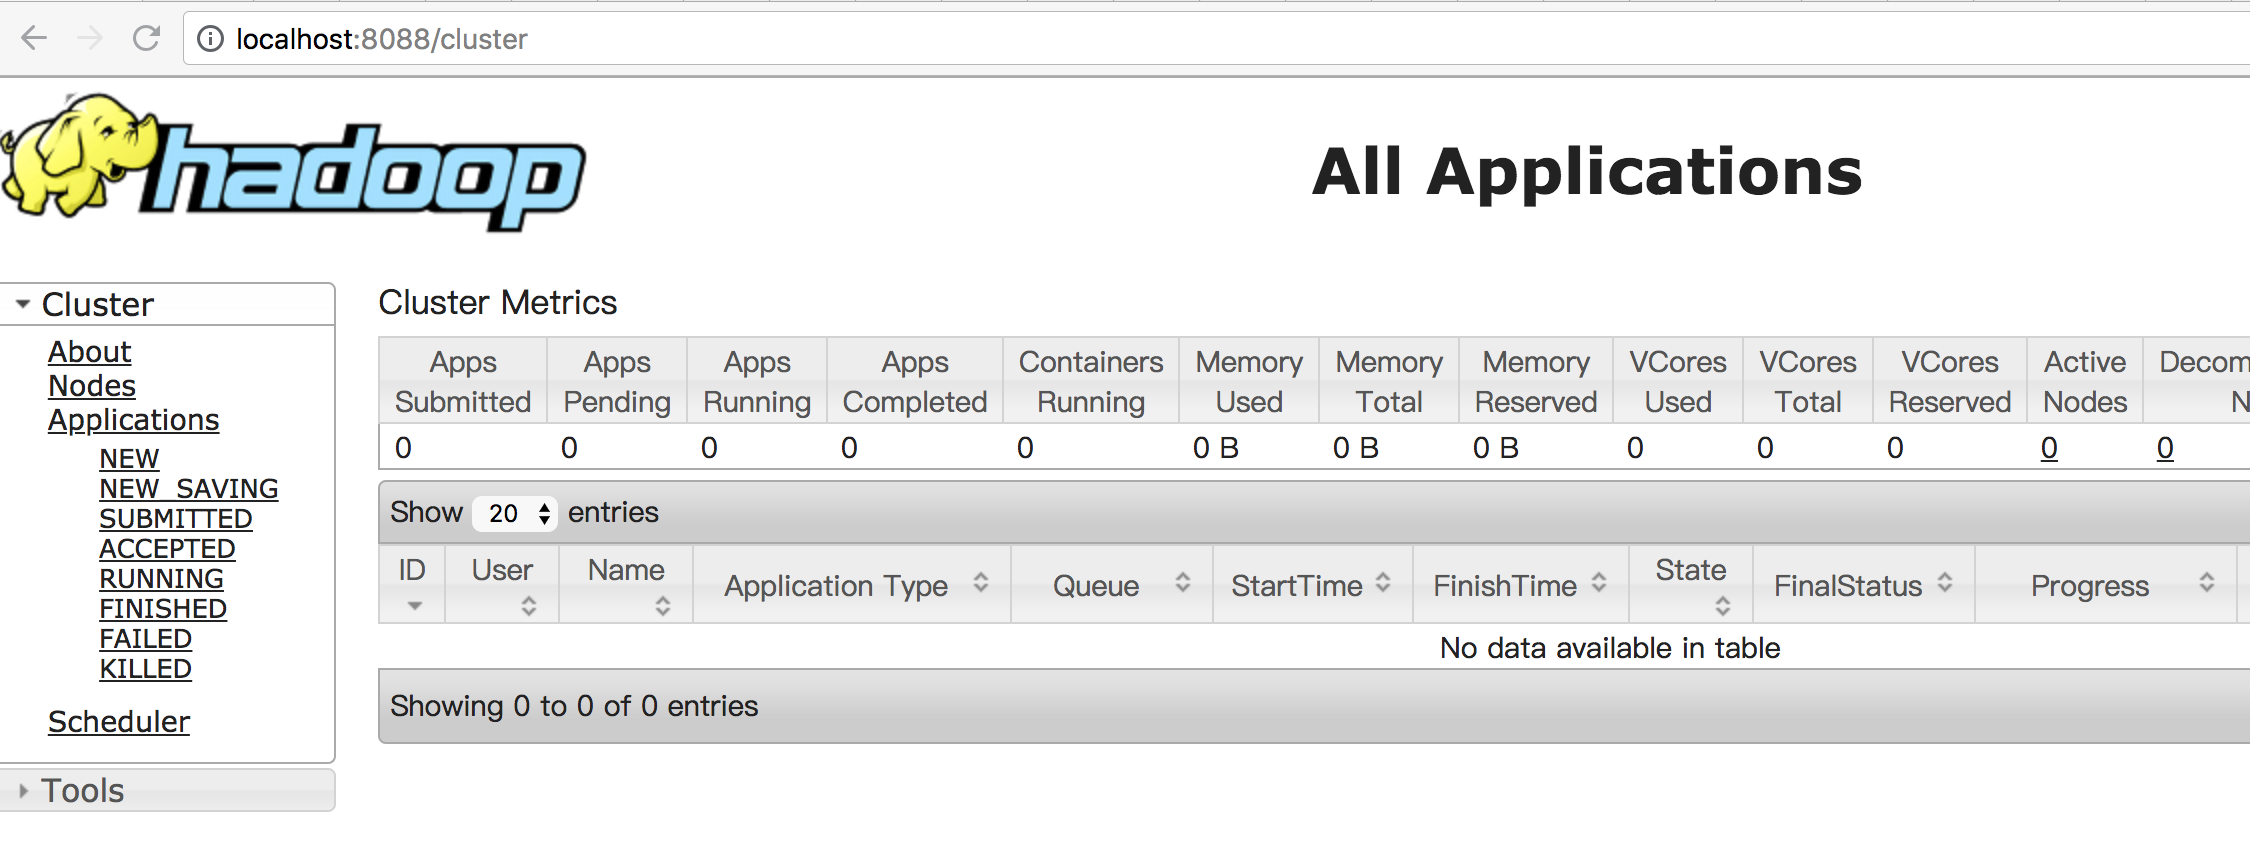 localhost:8088/cluster
hadoop
All Applications
Cluster
About
Nodes
Applications
NEW
NEW_SAVING
SUBMITTED
ACCEPTED
RUNNING
FINISHED
FAILED
KILLED
Scheduler
Tools
Cluster Metrics
Apps Submitted Apps Pending Apps Running Apps Completed Containers Running Memory Used Memory Total Memory Reserved VCores Used VCores Total VCores Reserved Active Nodes Decom N
0 0 0 0 0 0 B 0 B 0 B 0 0 0 0 0
Show 20 entries
ID User Name Application Type Queue StartTime FinishTime State FinalStatus Progress
No data available in table
Showing 0 to 0 of 0 entries